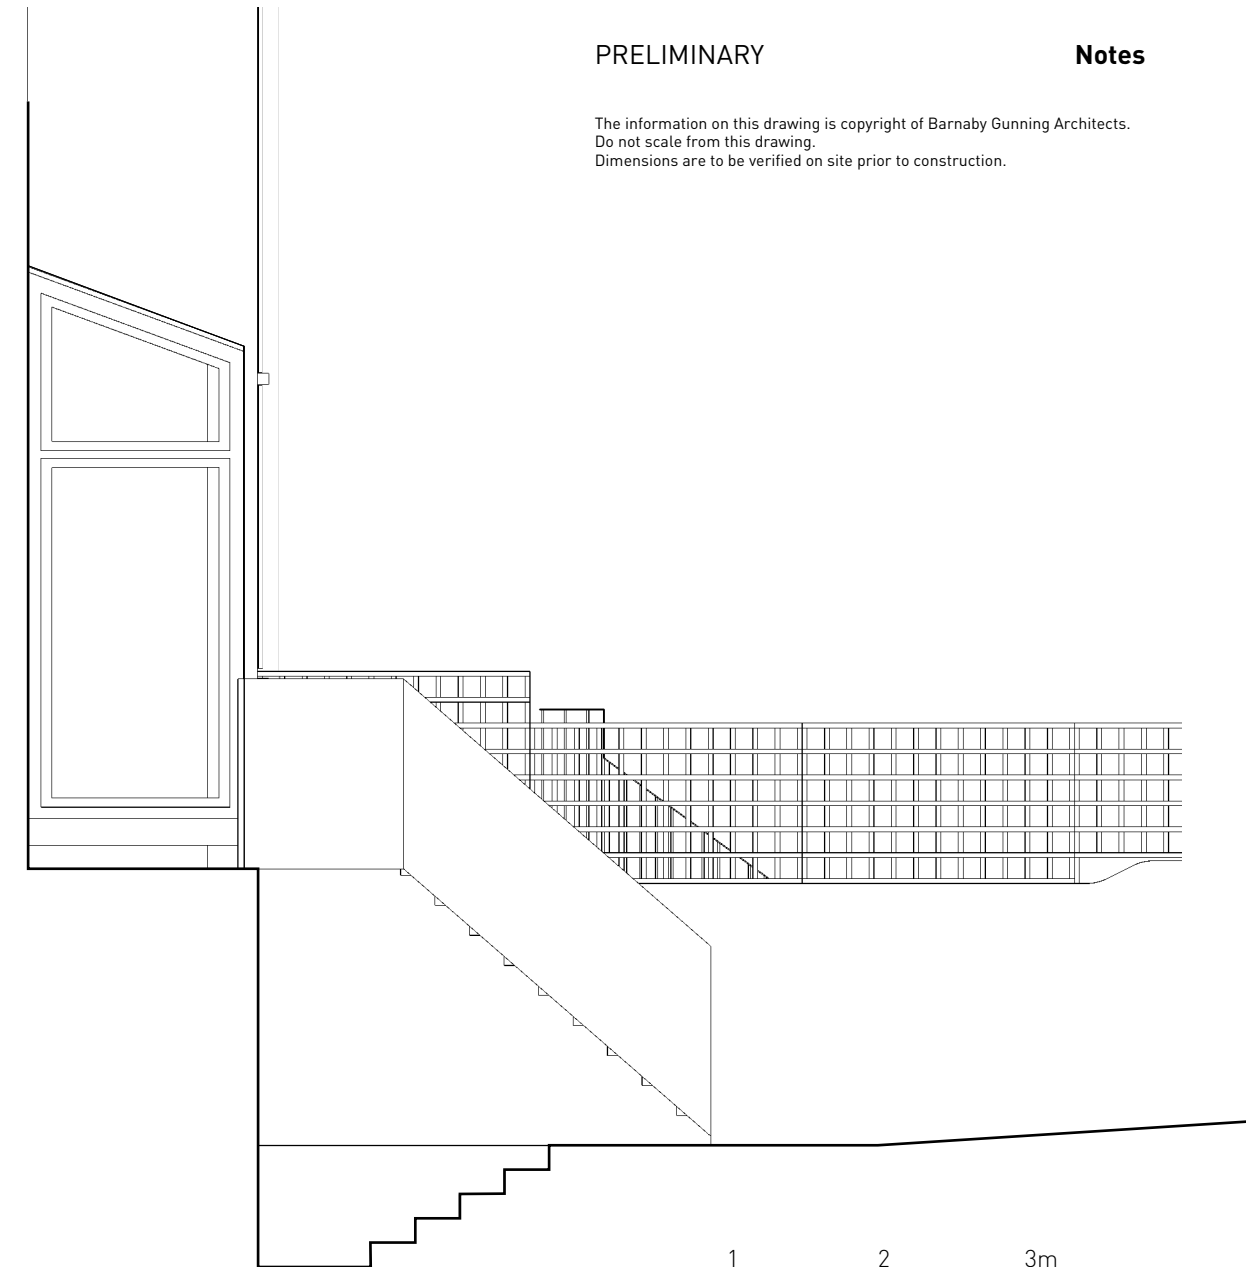 PRELIMINARY
Notes
The information on this drawing is copyright of Barnaby Gunning Architects.
Do not scale from this drawing.
Dimensions are to be verified on site prior to construction.
1 2 3m